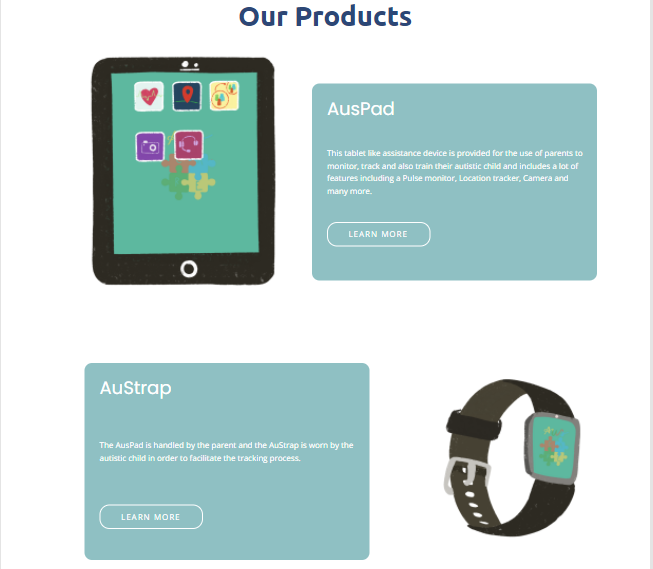 Our Products
AusPad
This tablet like assistance device is provided for the use of parents to
monitor, track and also train their autistic child and includes a lot of
features including a Pulse monitor, Location tracker, Camera and
many more.
LEARN MORE
AuStrap
The AusPad is handled by the parent and the AuStrap is worn by the
autistic child in order to facilitate the tracking process.
LEARN MORE